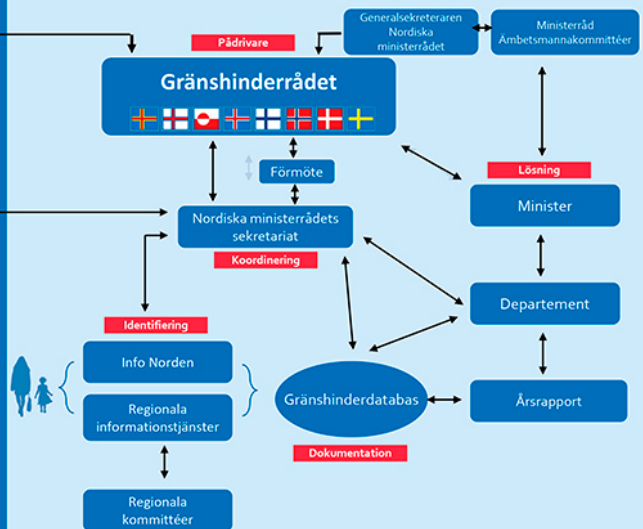 Generalsekreteraren
Nordiska
ministerrådet
Ministerråd
Ämbetsmannakommittéer
Pådrivare
Gränshinderrådet
Förmöte
Lösning
Minister
Nordiska ministerrådets
sekretariat
Koordinering
Departement
Identifiering
Info Norden
Regionala
informationstjänster
Gränshinderdatabas
Årsrapport
Dokumentation
Regionala
kommittéer